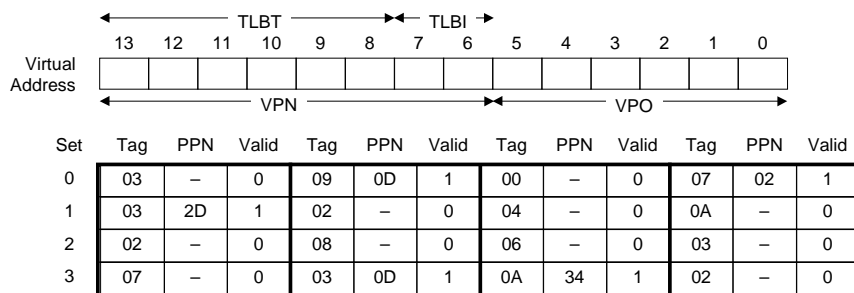 TLBT TLBI
13 12 11 10 9 8 7 6 5 4 3 2 1 0
Virtual
Address
VPN VPO
Set Tag PPN Valid Tag PPN Valid Tag PPN Valid Tag PPN Valid
0 03 – 0 09 0D 1 00 – 0 07 02 1
1 03 2D 1 02 – 0 04 – 0 0A – 0
2 02 – 0 08 – 0 06 – 0 03 – 0
3 07 – 0 03 0D 1 0A 34 1 02 – 0